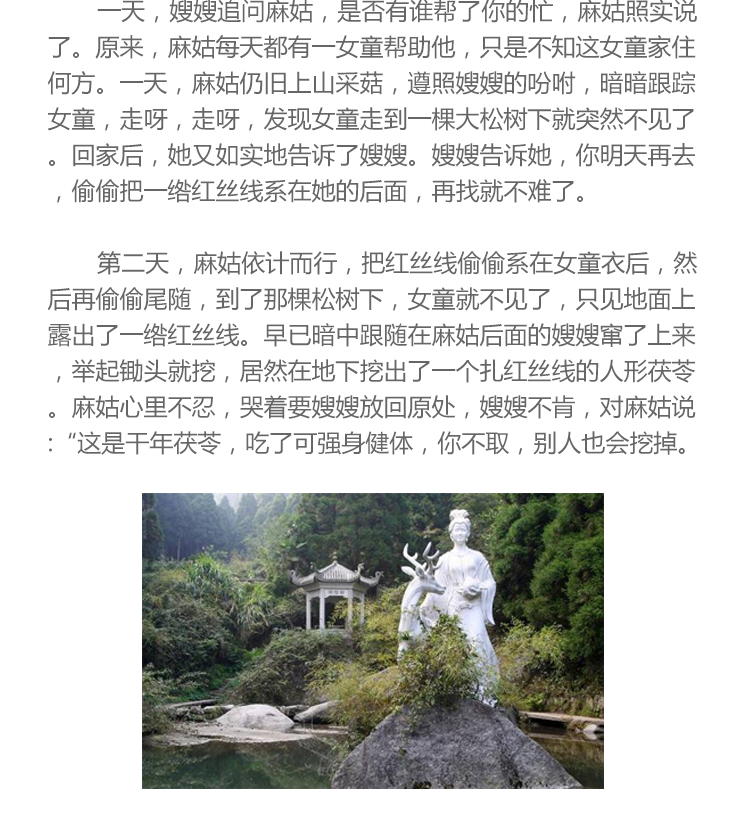 一天，嫂嫂追问麻姑，是否有谁帮了你的忙，麻姑照实说
了。原来，麻姑每天都有一女童帮助他，只是不知这女童家住
何方。一天，麻姑仍旧上山采菇，遵照嫂嫂的吩咐，暗暗跟踪
女童，走呀，走呀，发现女童走到一棵大松树下就突然不见了
。回家后，她又如实地告诉了嫂嫂。嫂嫂告诉她，你明天再去
，偷偷把一绺红丝线系在她的后面，再找就不难了。
第二天，麻姑依计而行，把红丝线偷偷系在女童衣后，然
后再偷偷尾随，到了那棵松树下，女童就不见了，只见地面上
露出了一绺红丝线。早已暗中跟随在麻姑后面的嫂嫂窜了上来
，举起锄头就挖，居然在地下挖出了一个扎红丝线的人形茯苓
。麻姑心里不忍，哭着要嫂嫂放回原处，嫂嫂不肯，对麻姑说
：“这是千年茯苓，吃了可强身健体，你不取，别人也会挖掉。